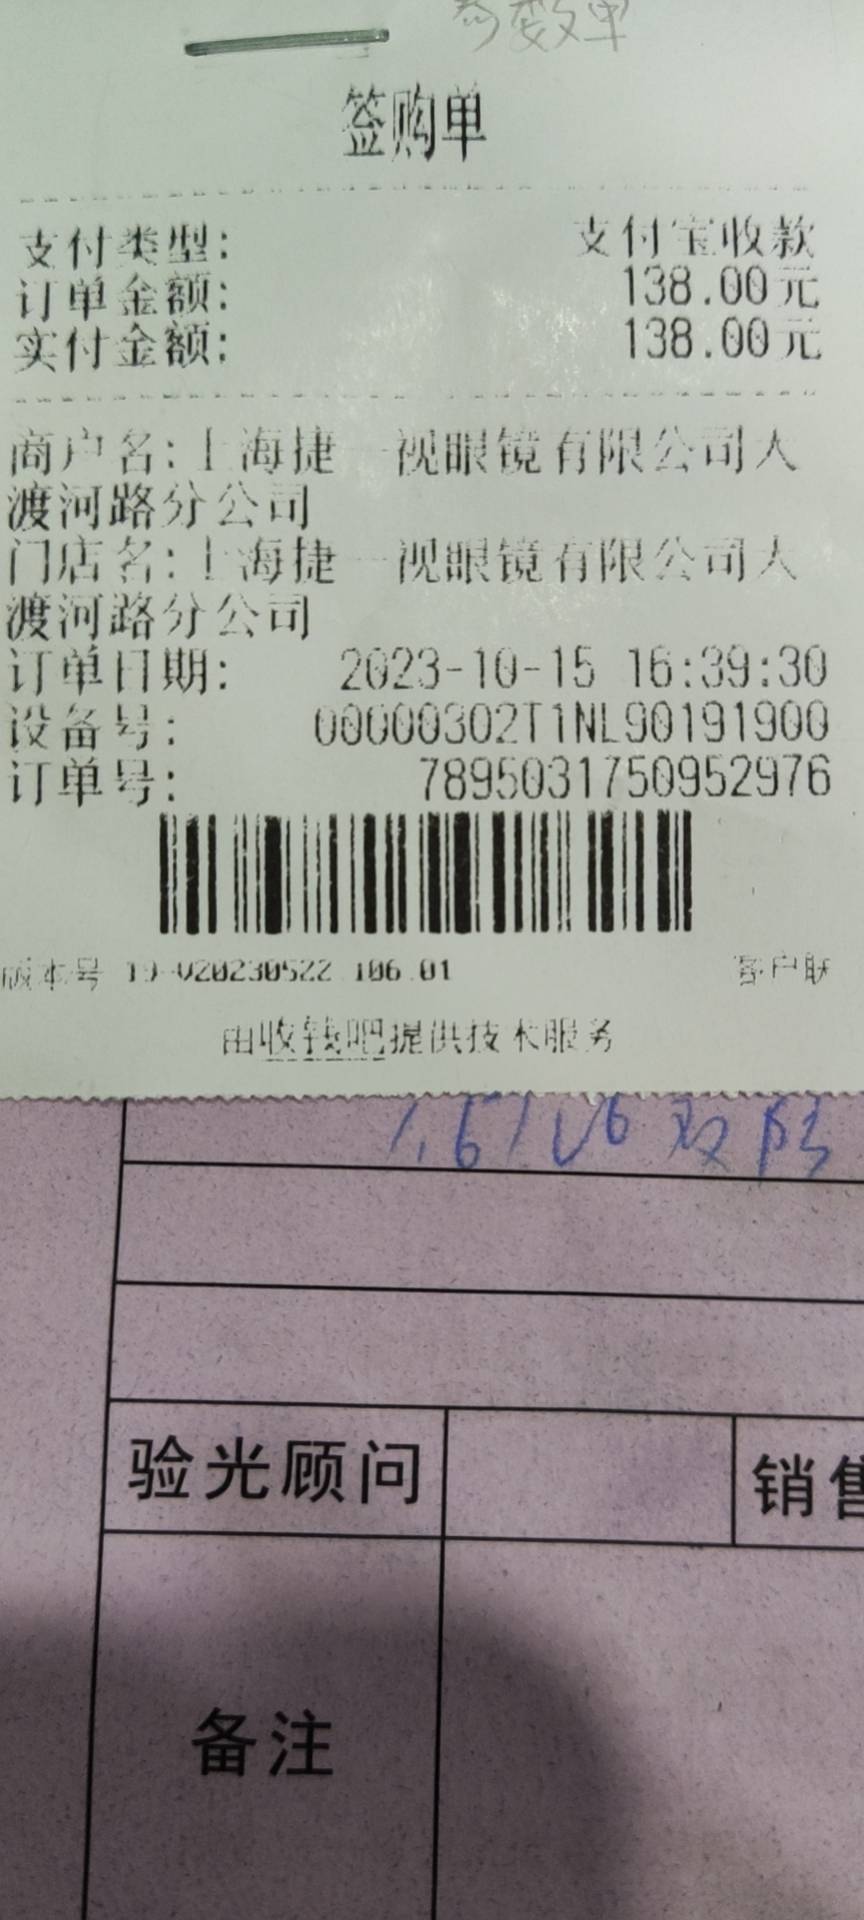 参数单
签购单
支付类型: 支付宝收款
订单金额: 138.00元
实付金额: 138.00元
商户名:上海捷一视眼镜有限公司大
渡河路分公司
门店名:上海捷一视眼镜有限公司大
渡河路分公司
订单日期: 2023-10-15 16:39:30
设备号: 00000302T1NL90191900
订单号: 7895031750952976
版本号 19-V20230522.106.01 客户联
由收钱吧提供技术服务
1.61
验光顾问 销售
备注